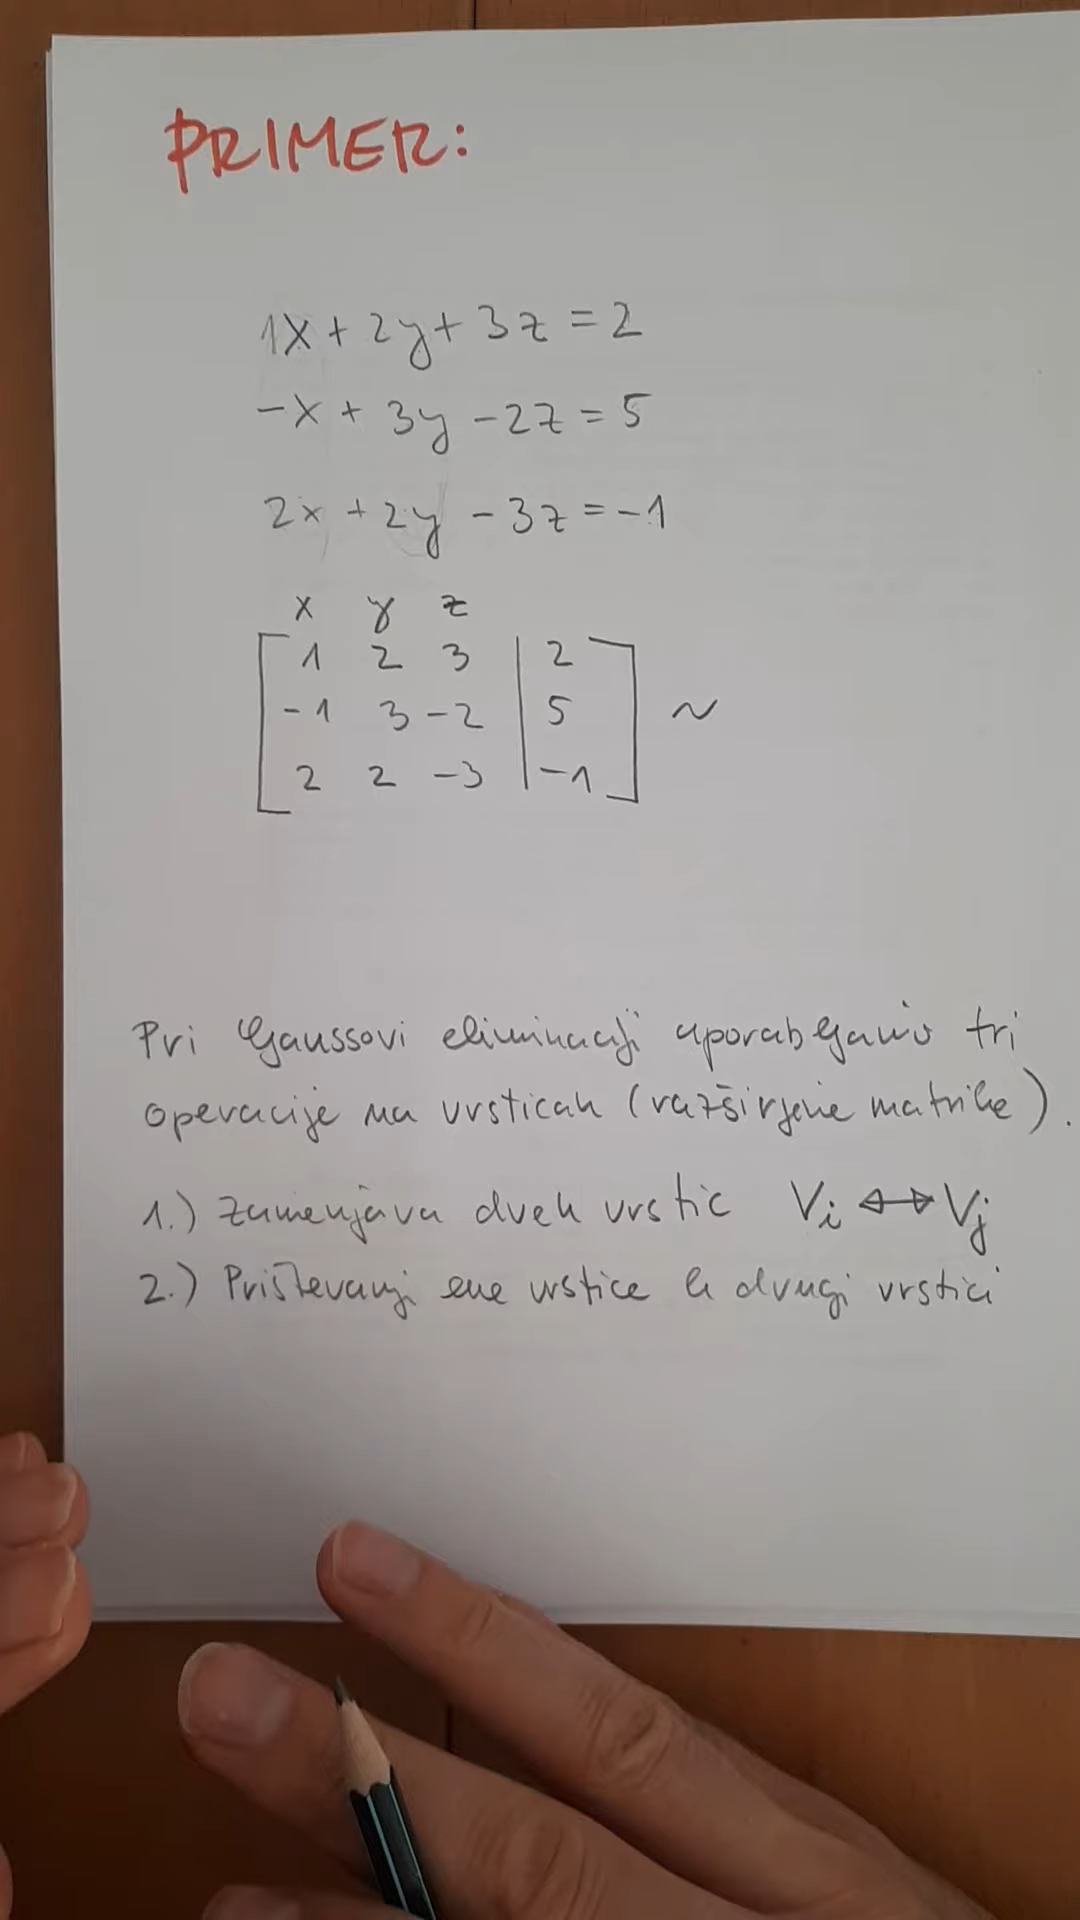 PRIMER:
1x + 2y + 3z = 2
-x + 3y - 2z = 5
2x + 2y - 3z = -1
x y z
1 2 3 | 2
-1 3 -2 | 5 ~
2 2 -3 | -1
Pri Gaussovi eliminaciji uporabljamo tri
operacije na vrsticah (razširjene matrike).
1.) Zamenjava dveh vrstic Vi ↔ Vj
2.) Prištevanje ene vrstice k drugi vrstici